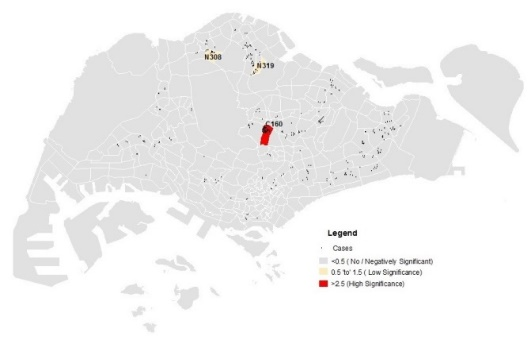 N308
N319
C160
Legend
Cases
<0.5 ( No / Negatively Significant)
0.5 'to' 1.5 ( Low Significance)
>2.5 (High Significance)